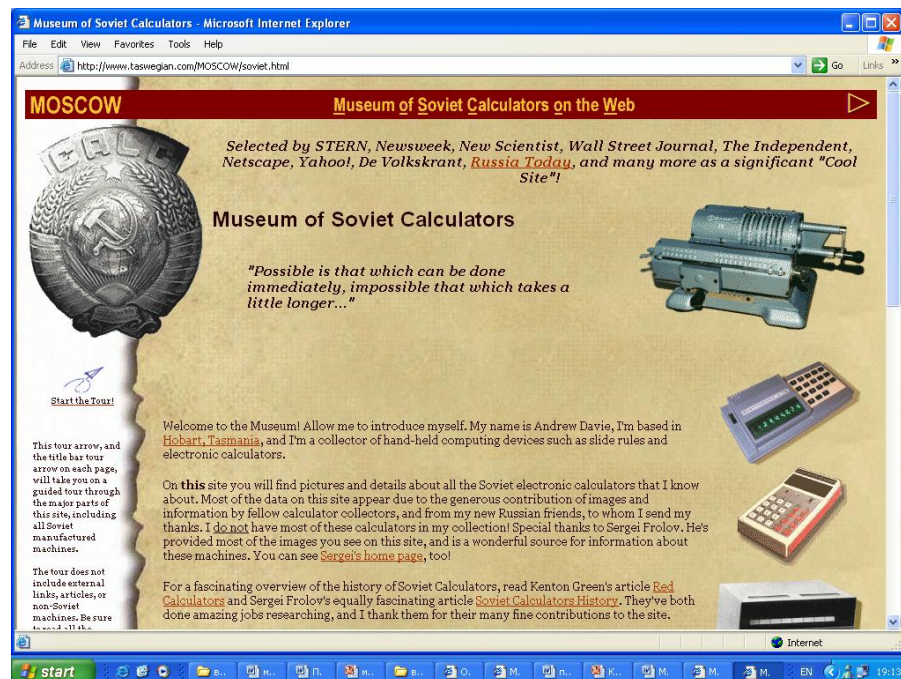 Museum of Soviet Calculators - Microsoft Internet Explorer
File Edit View Favorites Tools Help
Address http://www.taswegian.com/MOSCOW/soviet.html Go Links »
MOSCOW
Museum of Soviet Calculators on the Web
CALC
Selected by STERN, Newsweek, New Scientist, Wall Street Journal, The Independent,
Netscape, Yahoo!, De Volkskrant, Russia Today, and many more as a significant "Cool
Site"!
Museum of Soviet Calculators
"Possible is that which can be done
immediately, impossible that which takes a
little longer..."
Start the Tour!
This tour arrow, and
the title bar tour
arrow on each page,
will take you on a
guided tour through
the major parts of
this site, including
all Soviet
manufactured
machines.
The tour does not
include external
links, articles, or
non-Soviet
machines. Be sure
to read all the
Welcome to the Museum! Allow me to introduce myself. My name is Andrew Davie, I'm based in
Hobart, Tasmania, and I'm a collector of hand-held computing devices such as slide rules and
electronic calculators.
On this site you will find pictures and details about all the Soviet electronic calculators that I know
about. Most of the data on this site appear due to the generous contribution of images and
information by fellow calculator collectors, and from my new Russian friends, to whom I send my
thanks. I do not have most of these calculators in my collection! Special thanks to Sergei Frolov. He's
provided most of the images you see on this site, and is a wonderful source for information about
these machines. You can see Sergei's home page, too!
For a fascinating overview of the history of Soviet Calculators, read Kenton Green's article Red
Calculators and Sergei Frolov's equally fascinating article Soviet Calculators History. They've both
done amazing jobs researching, and I thank them for their many fine contributions to the site.
Internet
start в.. м.. П.. м.. в.. О.. М. п.. К.. М. М. М. EN 19:13